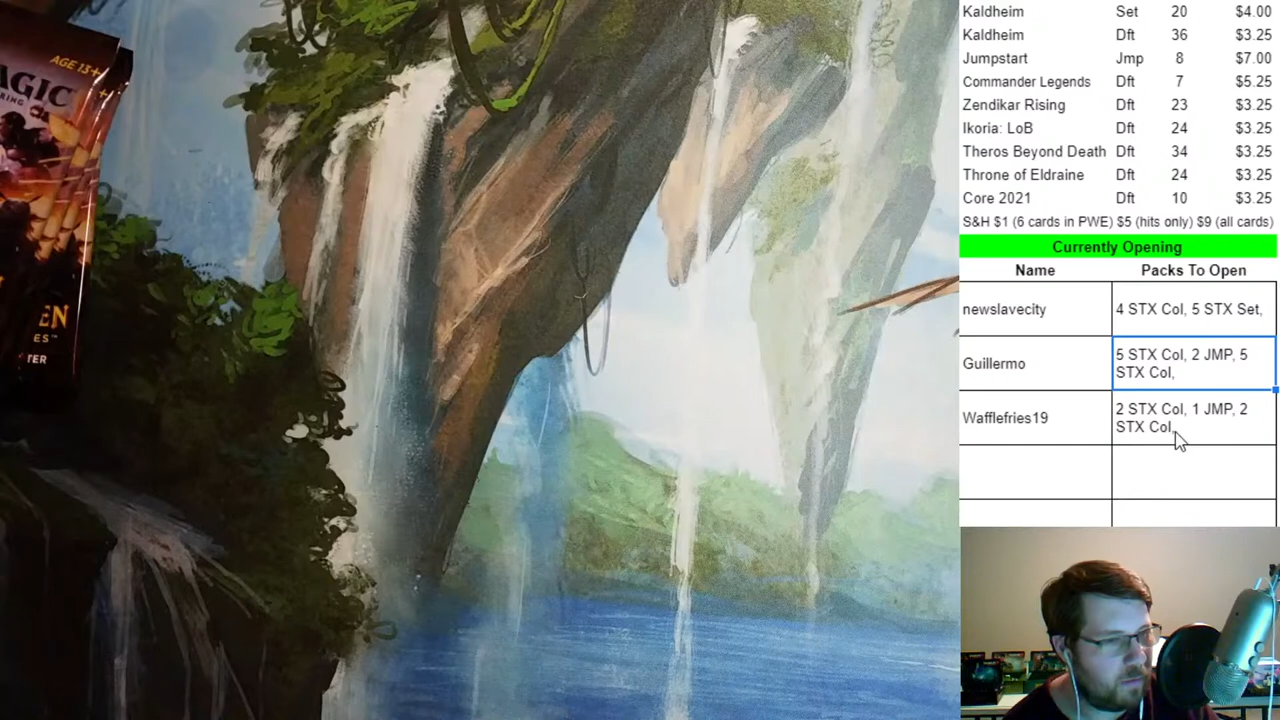 AGE 13+
AGIC
RING
EN
ES™
TER
Kaldheim Set 20 $4.00
Kaldheim Dft 36 $3.25
Jumpstart Jmp 8 $7.00
Commander Legends Dft 7 $5.25
Zendikar Rising Dft 23 $3.25
Ikoria: LoB Dft 24 $3.25
Theros Beyond Death Dft 34 $3.25
Throne of Eldraine Dft 24 $3.25
Core 2021 Dft 10 $3.25
S&H $1 (6 cards in PWE) $5 (hits only) $9 (all cards)
Currently Opening
Name Packs To Open
newslavecity 4 STX Col, 5 STX Set,
Guillermo 5 STX Col, 2 JMP, 5
STX Col,
Wafflefries19 2 STX Col, 1 JMP, 2
STX Col,